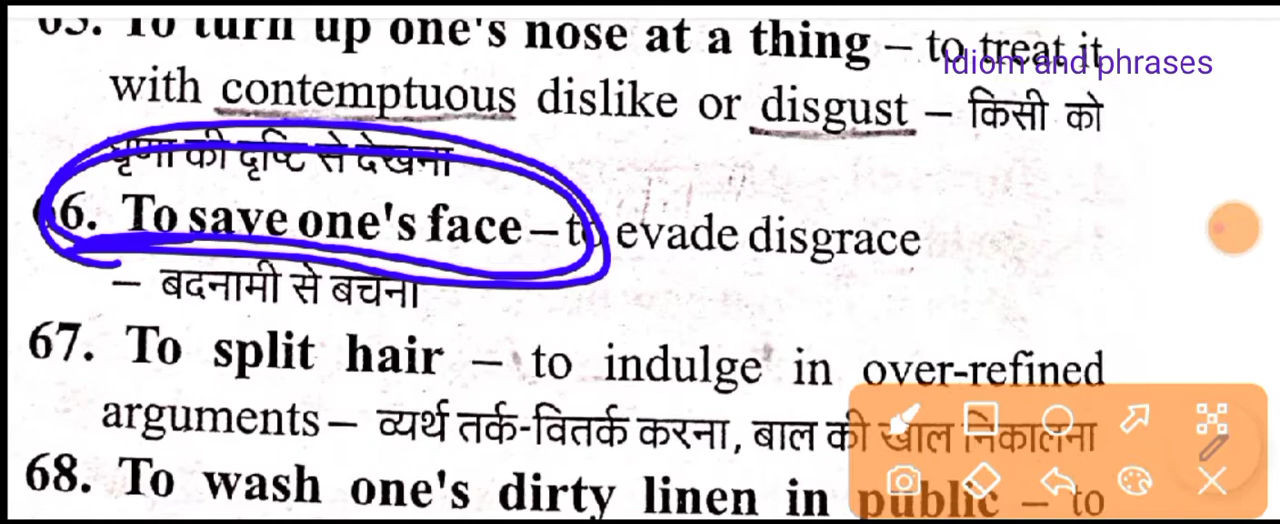 65. To turn up one's nose at a thing – to treat it
Idiom and phrases
with contemptuous dislike or disgust – किसी को
घृणा की दृष्टि से देखना
66. To save one's face – to evade disgrace
– बदनामी से बचना
67. To split hair – to indulge in over-refined
arguments – व्यर्थ तर्क-वितर्क करना, बाल की खाल निकालना
68. To wash one's dirty linen in public – to